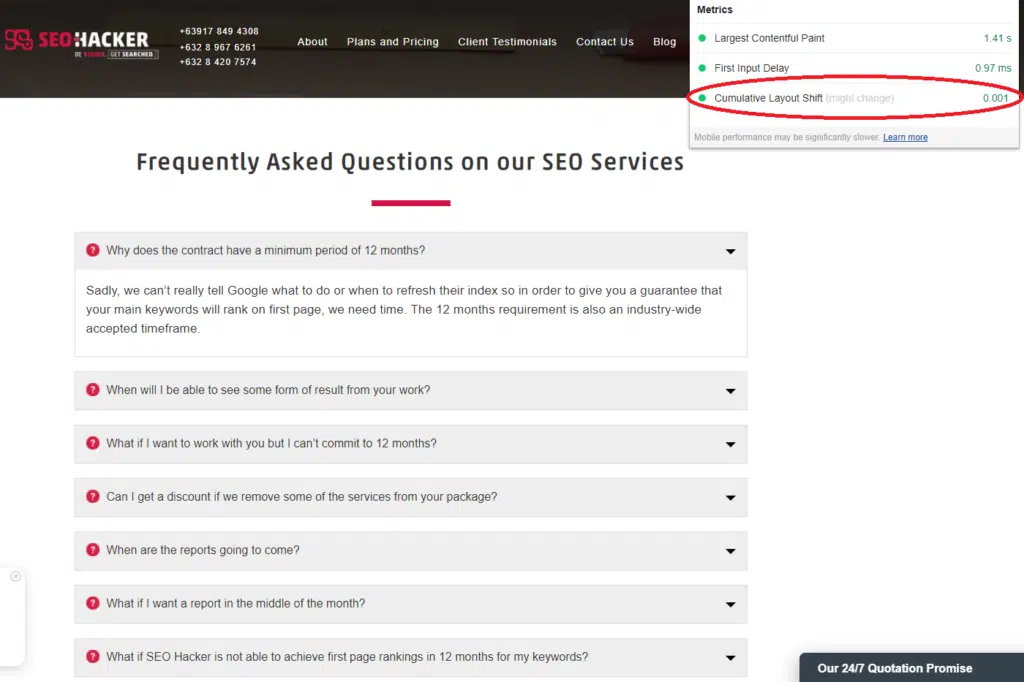 SEO HACKER
BE VISIBLE. GET SEARCHED.
+63917 849 4308
+632 8 967 6261
+632 8 420 7574
About
Plans and Pricing
Client Testimonials
Contact Us
Blog
Metrics
Largest Contentful Paint 1.41 s
First Input Delay 0.97 ms
Cumulative Layout Shift (might change) 0.001
Mobile performance may be significantly slower. Learn more
Frequently Asked Questions on our SEO Services
? Why does the contract have a minimum period of 12 months?
Sadly, we can’t really tell Google what to do or when to refresh their index so in order to give you a guarantee that
your main keywords will rank on first page, we need time. The 12 months requirement is also an industry-wide
accepted timeframe.
? When will I be able to see some form of result from your work?
? What if I want to work with you but I can’t commit to 12 months?
? Can I get a discount if we remove some of the services from your package?
? When are the reports going to come?
? What if I want a report in the middle of the month?
? What if SEO Hacker is not able to achieve first page rankings in 12 months for my keywords?
Our 24/7 Quotation Promise